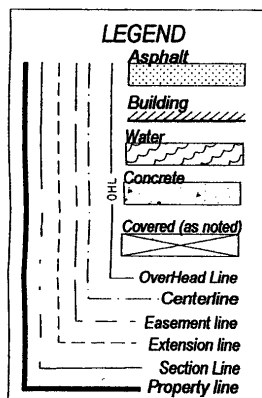 LEGEND
Asphalt
Building
Water
Concrete
Covered (as noted)
OHL
OverHead Line
Centerline
Easement line
Extension line
Section Line
Property line